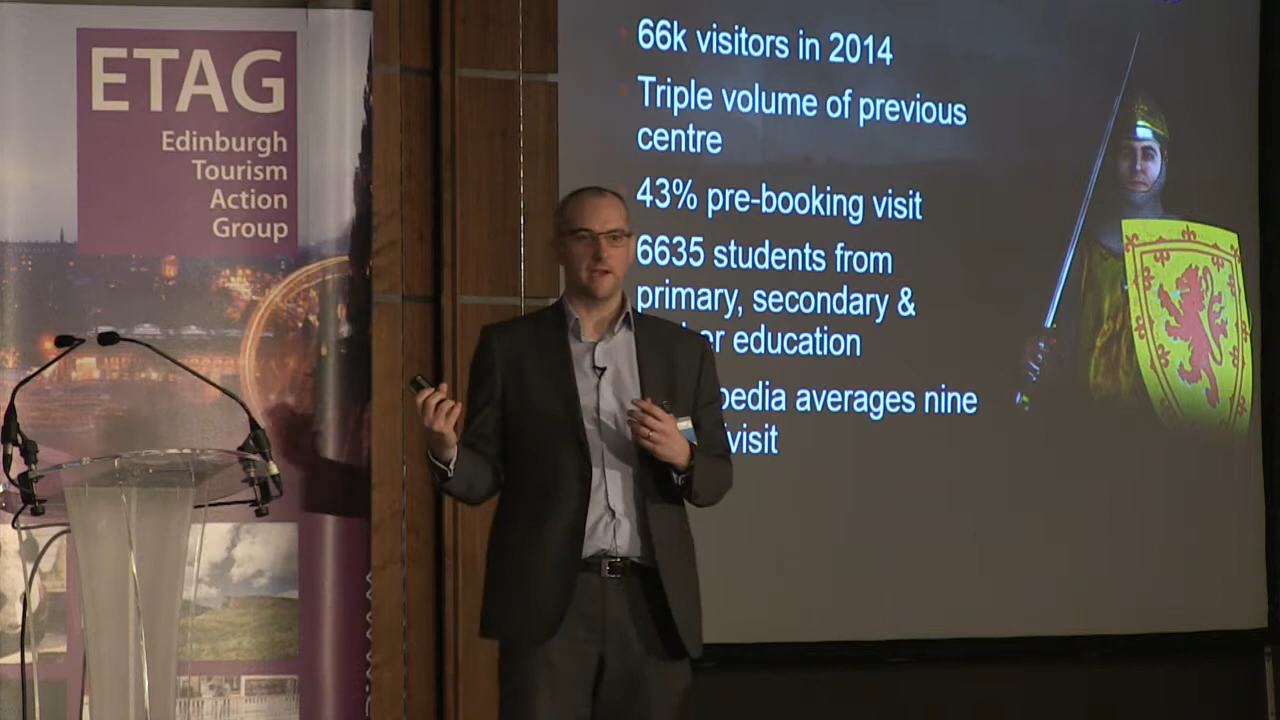 ETAG
Edinburgh
Tourism
Action
Group
66k visitors in 2014
Triple volume of previous
centre
43% pre-booking visit
6635 students from
primary, secondary &
education
averages nine
visit